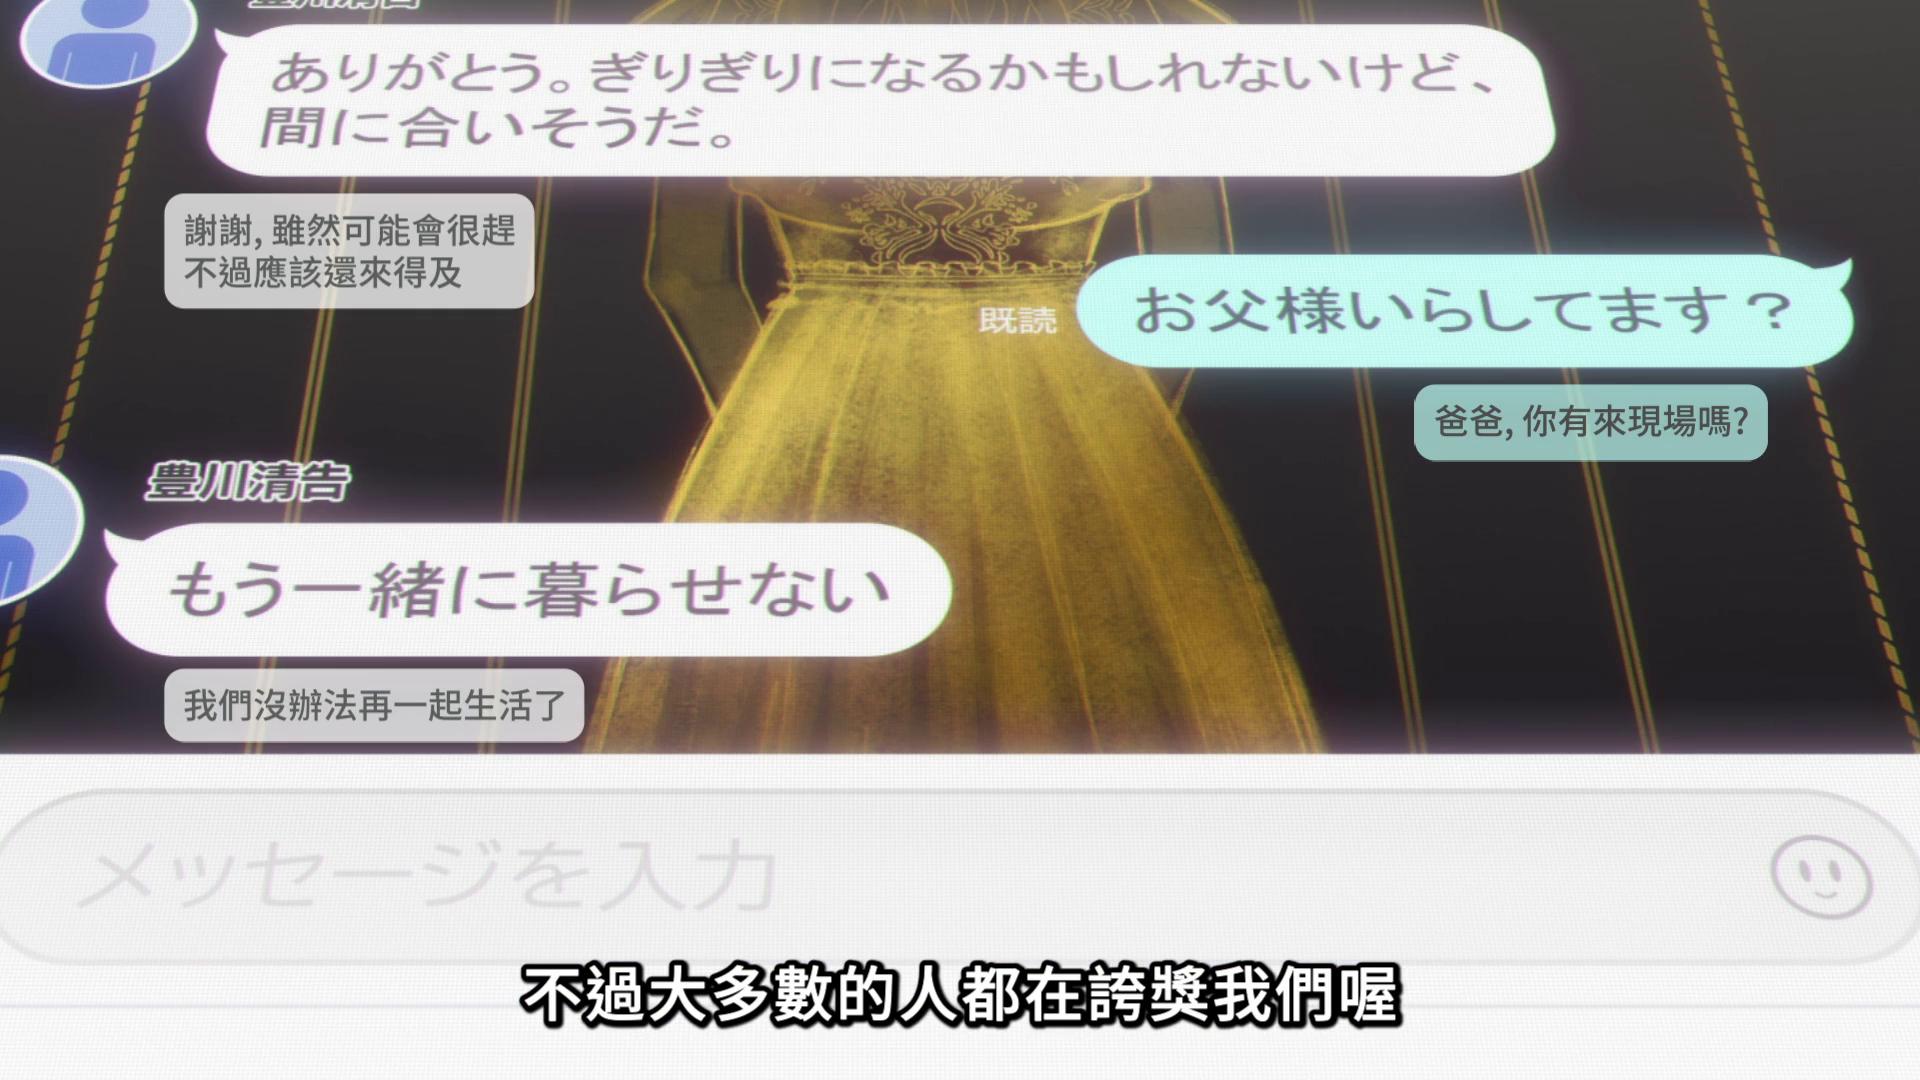 豊川清告
ありがとう。ぎりぎりになるかもしれないけど、
間に合いそうだ。
謝謝, 雖然可能會很趕
不過應該還來得及
既読
お父様いらしてます？
爸爸, 你有來現場嗎?
豊川清告
もう一緒に暮らせない
我們沒辦法再一起生活了
メッセージを入力
不過大多數的人都在誇獎我們喔